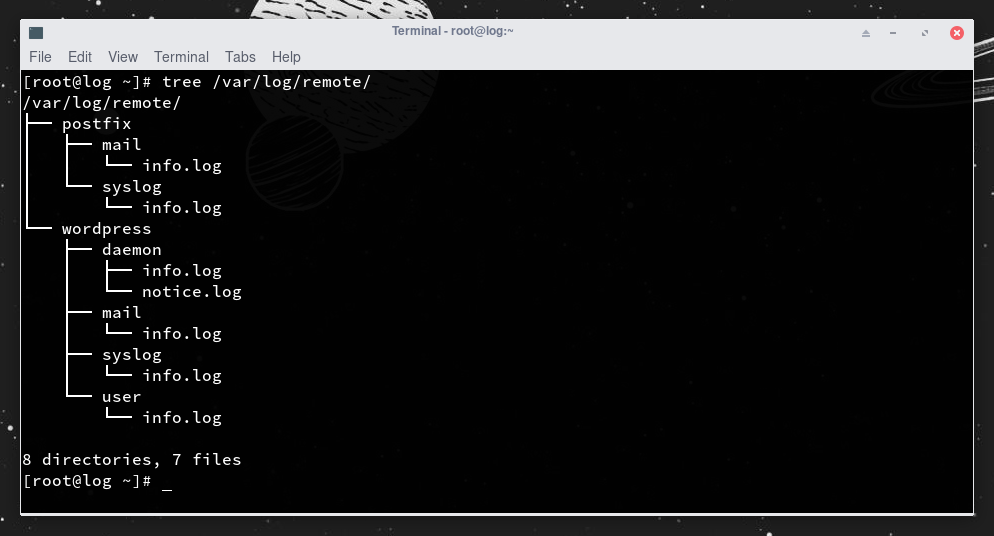 Terminal - root@log:~
File Edit View Terminal Tabs Help
[root@log ~]# tree /var/log/remote/
/var/log/remote/
├── postfix
│   ├── mail
│   │   └── info.log
│   └── syslog
│       └── info.log
└── wordpress
    ├── daemon
    │   ├── info.log
    │   └── notice.log
    ├── mail
    │   └── info.log
    ├── syslog
    │   └── info.log
    └── user
        └── info.log
8 directories, 7 files
[root@log ~]# _